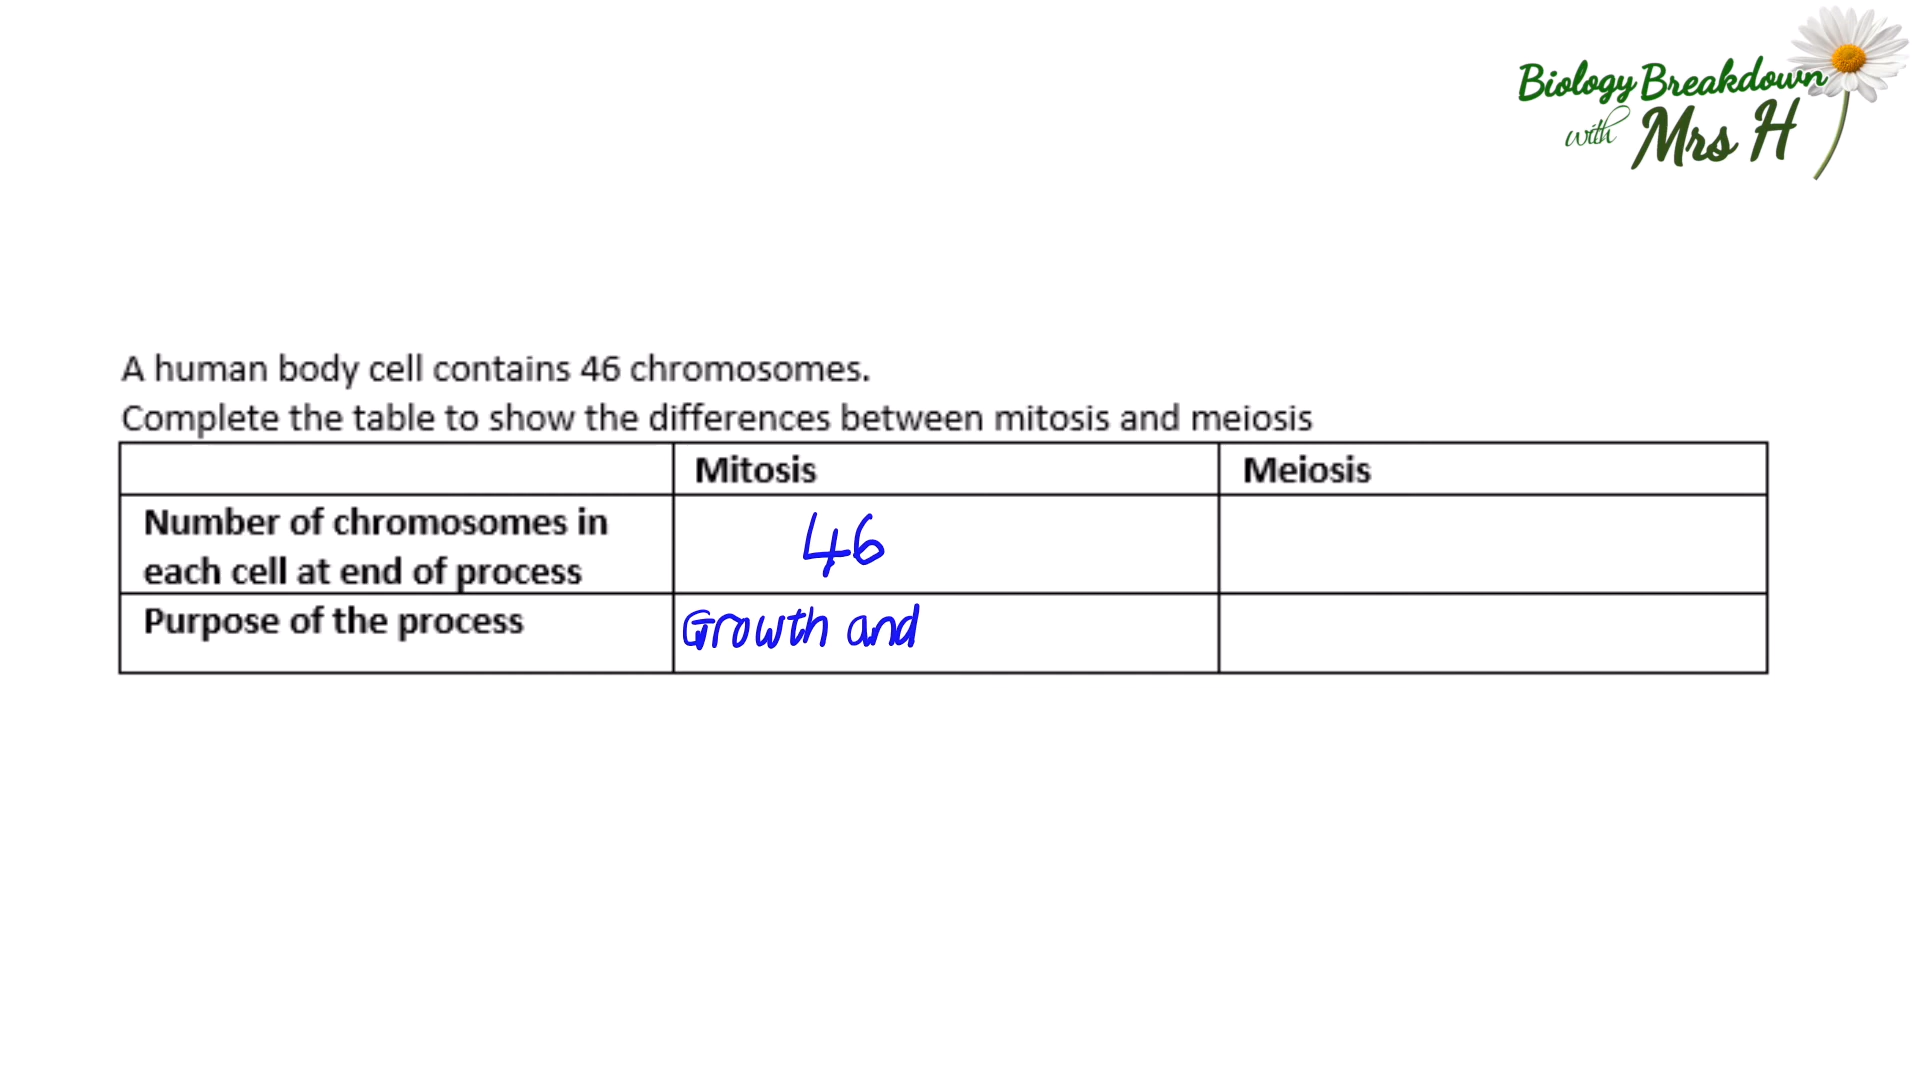 Biology Breakdown
with Mrs H
A human body cell contains 46 chromosomes.
Complete the table to show the differences between mitosis and meiosis
Mitosis Meiosis
Number of chromosomes in
each cell at end of process
46
Purpose of the process
Growth and